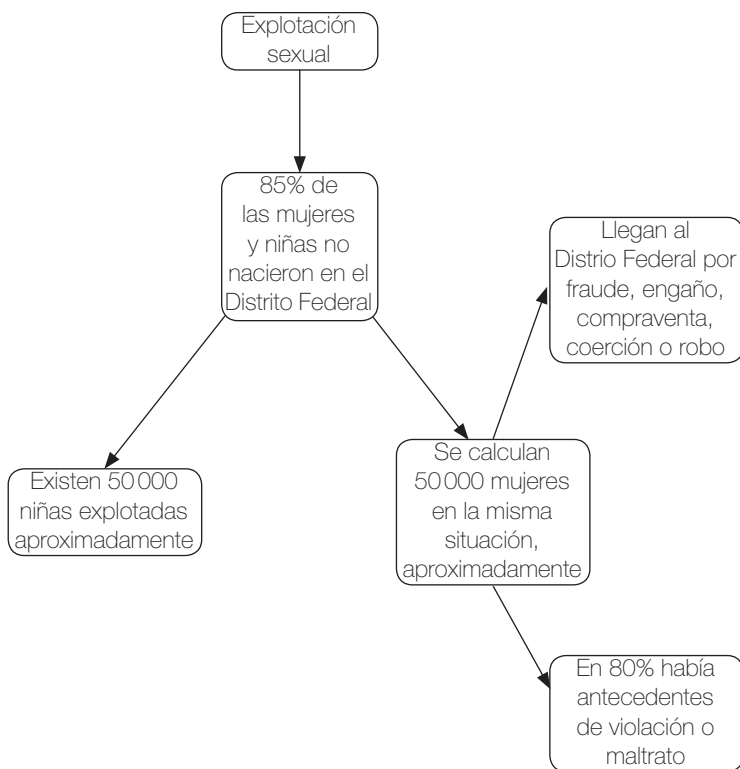 Explotación
sexual
85% de
las mujeres
y niñas no
nacieron en el
Distrito Federal
Llegan al
Distrio Federal por
fraude, engaño,
compraventa,
coerción o robo
Existen 50 000
niñas explotadas
aproximadamente
Se calculan
50 000 mujeres
en la misma
situación,
aproximadamente
En 80% había
antecedentes
de violación o
maltrato